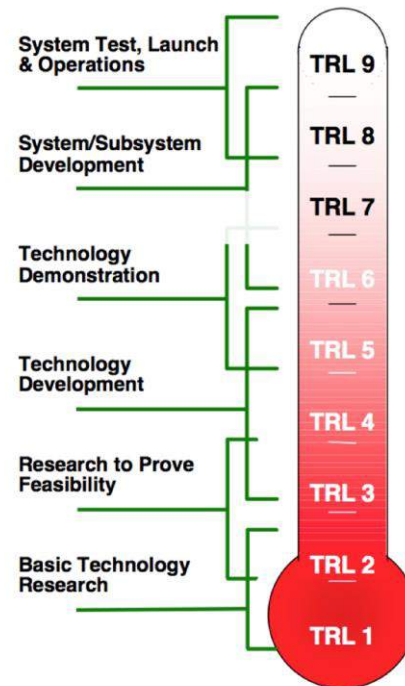 System Test, Launch
& Operations
System/Subsystem
Development
Technology
Demonstration
Technology
Development
Research to Prove
Feasibility
Basic Technology
Research
TRL 9
TRL 8
TRL 7
TRL 6
TRL 5
TRL 4
TRL 3
TRL 2
TRL 1